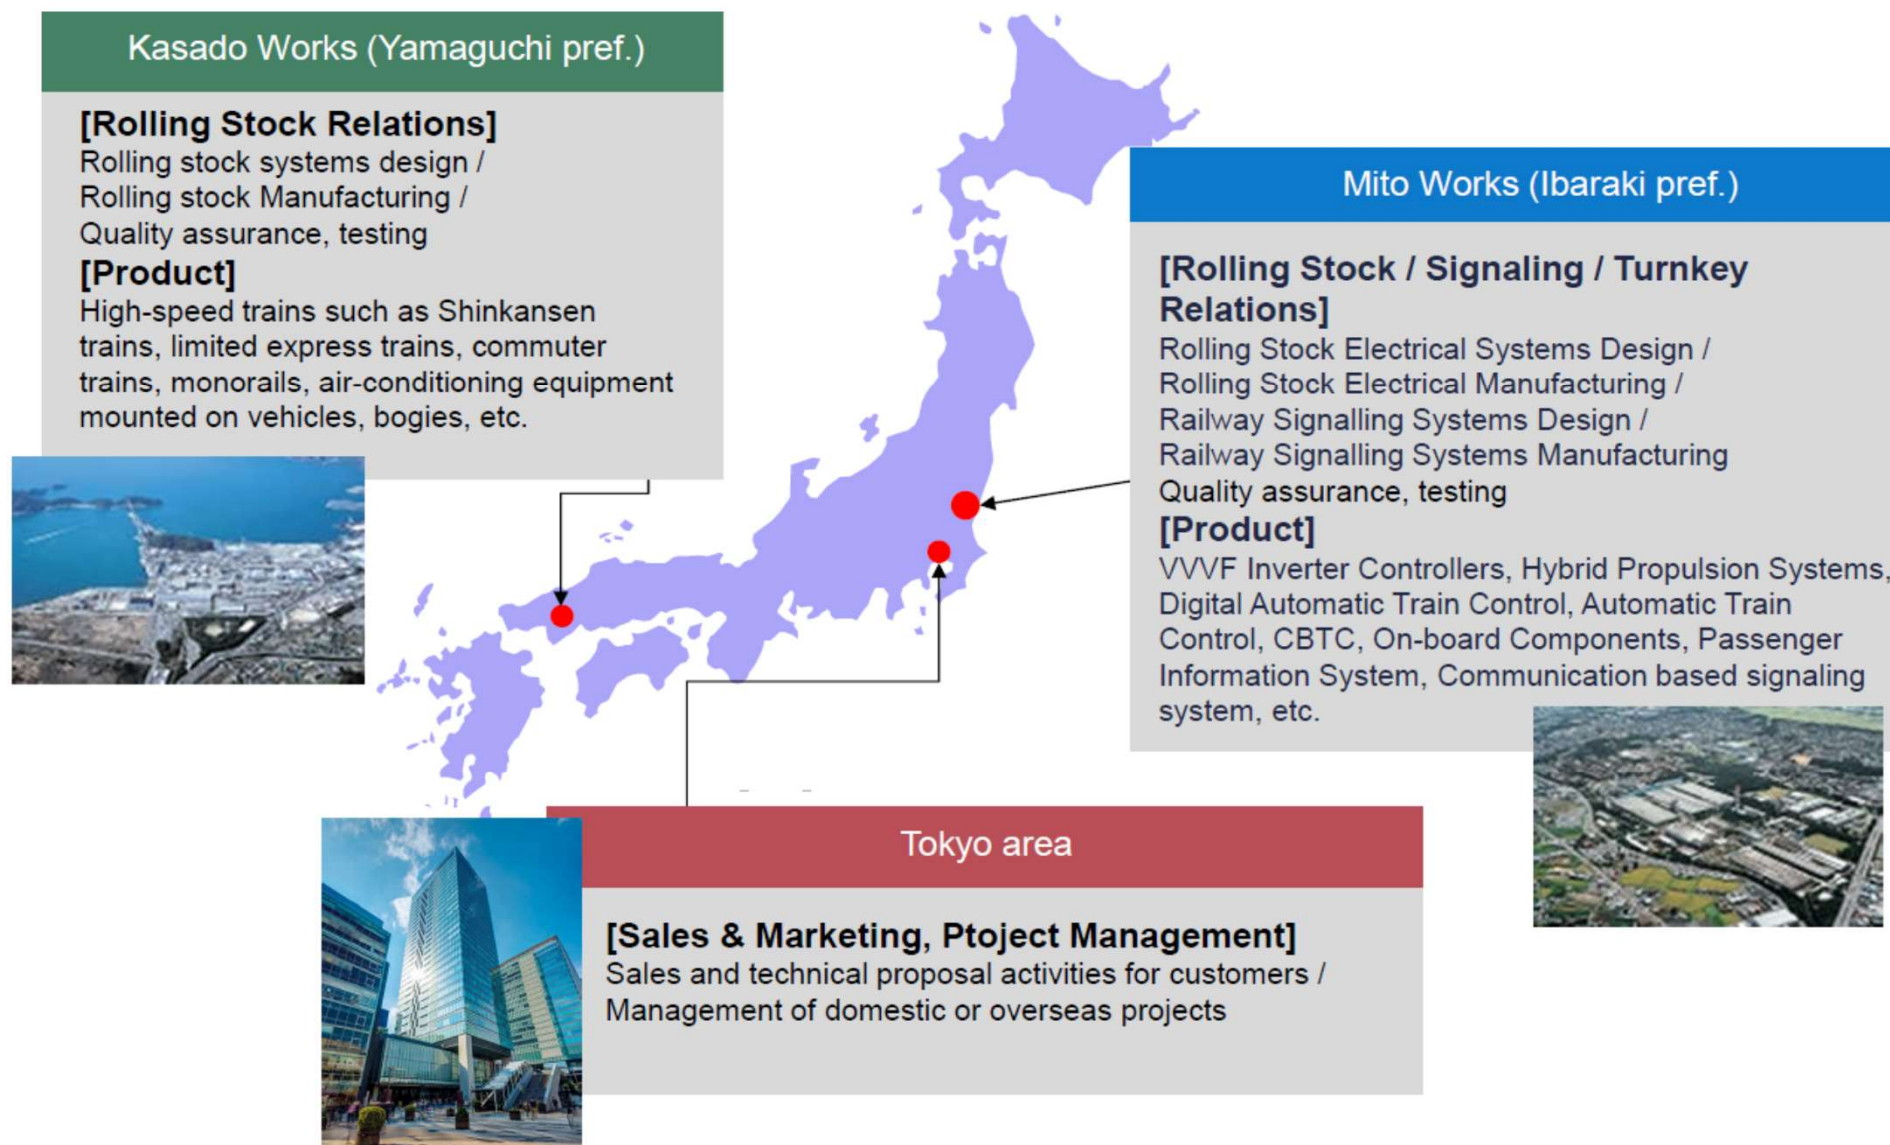 Kasado Works (Yamaguchi pref.)
[Rolling Stock Relations]
Rolling stock systems design /
Rolling stock Manufacturing /
Quality assurance, testing
[Product]
High-speed trains such as Shinkansen
trains, limited express trains, commuter
trains, monorails, air-conditioning equipment
mounted on vehicles, bogies, etc.
Mito Works (Ibaraki pref.)
[Rolling Stock / Signaling / Turnkey
Relations]
Rolling Stock Electrical Systems Design /
Rolling Stock Electrical Manufacturing /
Railway Signalling Systems Design /
Railway Signalling Systems Manufacturing
Quality assurance, testing
[Product]
VVVF Inverter Controllers, Hybrid Propulsion Systems,
Digital Automatic Train Control, Automatic Train
Control, CBTC, On-board Components, Passenger
Information System, Communication based signaling
system, etc.
Tokyo area
[Sales & Marketing, Ptoject Management]
Sales and technical proposal activities for customers /
Management of domestic or overseas projects